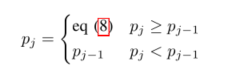 p_j = { eq (8)   p_j ≥ p_{j−1}
p_{j−1}   p_j < p_{j−1}